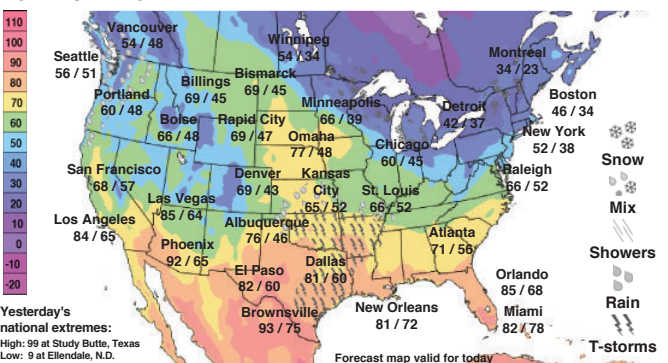 110
100
90
80
70
60
50
40
30
20
10
0
-10
-20
Vancouver
54 / 48
Winnipeg
54 / 34
Montreal
34 / 23
Seattle
56 / 51
Billings
69 / 45
Bismarck
69 / 45
Portland
60 / 48
Minneapolis
66 / 39
Detroit
42 / 37
Boston
46 / 34
Boise
66 / 48
Rapid City
69 / 47
Omaha
77 / 48
Chicago
60 / 45
New York
52 / 38
San Francisco
68 / 57
Denver
69 / 43
Kansas
City
65 / 52
St. Louis
66 / 52
Raleigh
66 / 52
Las Vegas
85 / 64
Los Angeles
84 / 65
Albuquerque
76 / 46
Atlanta
71 / 56
Phoenix
92 / 65
El Paso
82 / 60
Dallas
81 / 60
Orlando
85 / 68
Brownsville
93 / 75
New Orleans
81 / 72
Miami
82 / 78
Snow
Mix
Showers
Rain
T-storms
Yesterday's
national extremes:
High: 99 at Study Butte, Texas
Low: 9 at Ellendale, N.D.
Forecast map valid for today